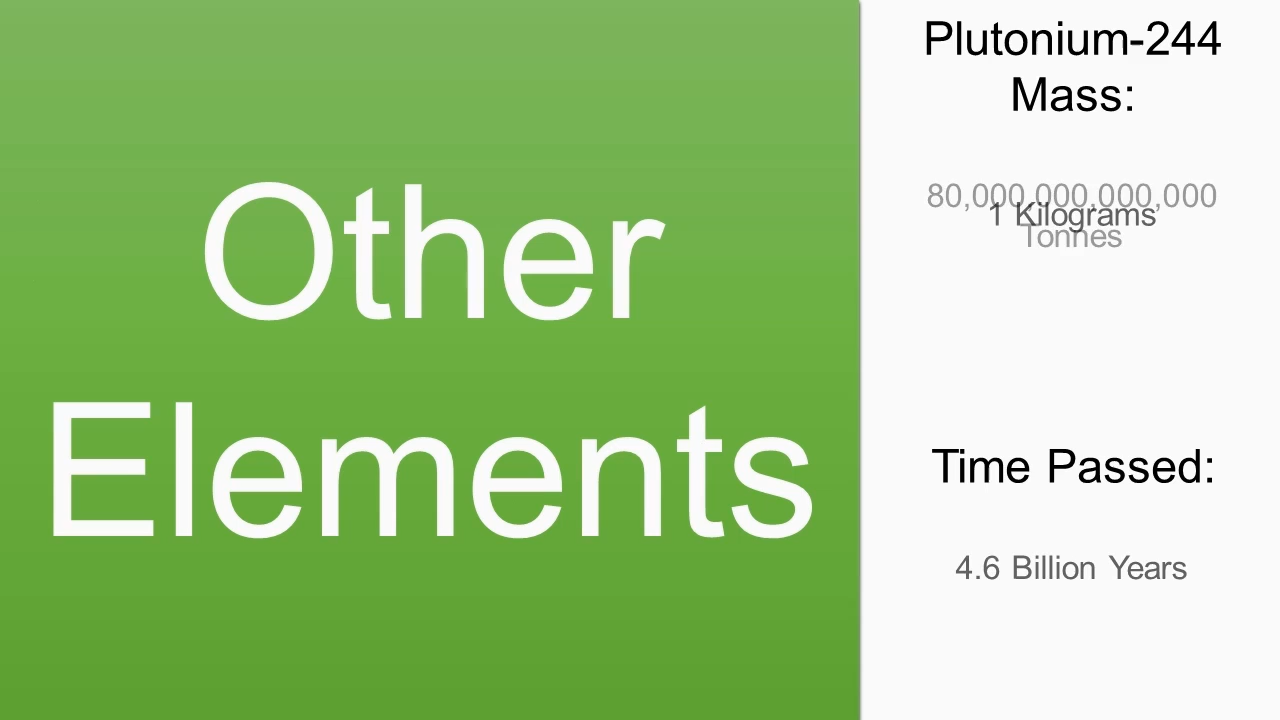 Other
Elements
Plutonium-244
Mass:
80,000,000,000,000
1 Kilograms
Tonnes
Time Passed:
4.6 Billion Years